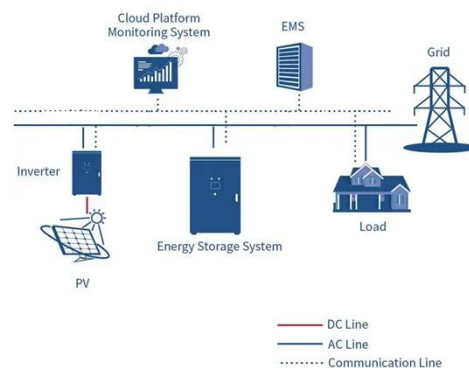 Cloud Platform
Monitoring System
EMS
Grid
Inverter
Energy Storage System
Load
PV
DC Line
AC Line
Communication Line